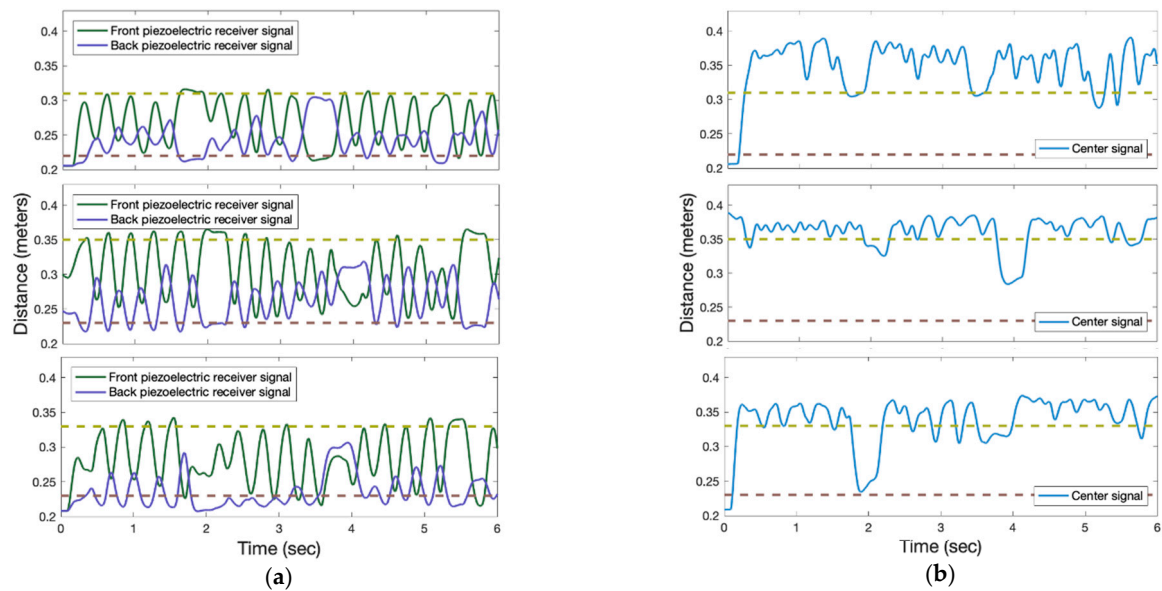 Front piezoelectric receiver signal
Back piezoelectric receiver signal
0.4
0.35
0.3
0.25
0.2
Front piezoelectric receiver signal
Back piezoelectric receiver signal
0.4
0.35
0.3
0.25
0.2
Distance (meters)
Front piezoelectric receiver signal
Back piezoelectric receiver signal
0.4
0.35
0.3
0.25
0.2
0 1 2 3 4 5 6
Time (sec)
(a)
0.4
0.35
0.3
0.25
0.2
Center signal
0.4
0.35
0.3
0.25
0.2
Center signal
Distance (meters)
0.4
0.35
0.3
0.25
0.2
Center signal
0 1 2 3 4 5 6
Time (sec)
(b)